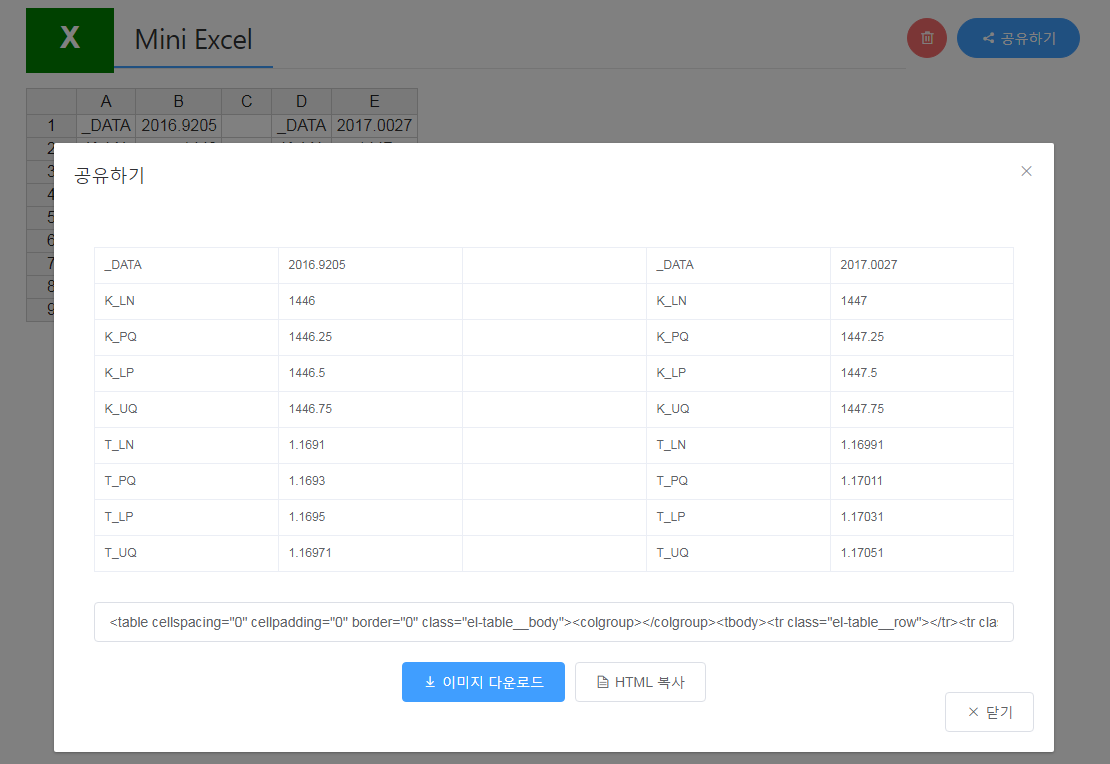 X Mini Excel 공유하기
A B C D E
1 _DATA 2016.9205 _DATA 2017.0027
2
3
4
5
6
7
8
9
공유하기
_DATA 2016.9205 _DATA 2017.0027
K_LN 1446 K_LN 1447
K_PQ 1446.25 K_PQ 1447.25
K_LP 1446.5 K_LP 1447.5
K_UQ 1446.75 K_UQ 1447.75
T_LN 1.1691 T_LN 1.16991
T_PQ 1.1693 T_PQ 1.17011
T_LP 1.1695 T_LP 1.17031
T_UQ 1.16971 T_UQ 1.17051
<table cellspacing="0" cellpadding="0" border="0" class="el-table__body"><colgroup></colgroup><tbody><tr class="el-table__row"></tr><tr cla
이미지 다운로드 HTML 복사
닫기